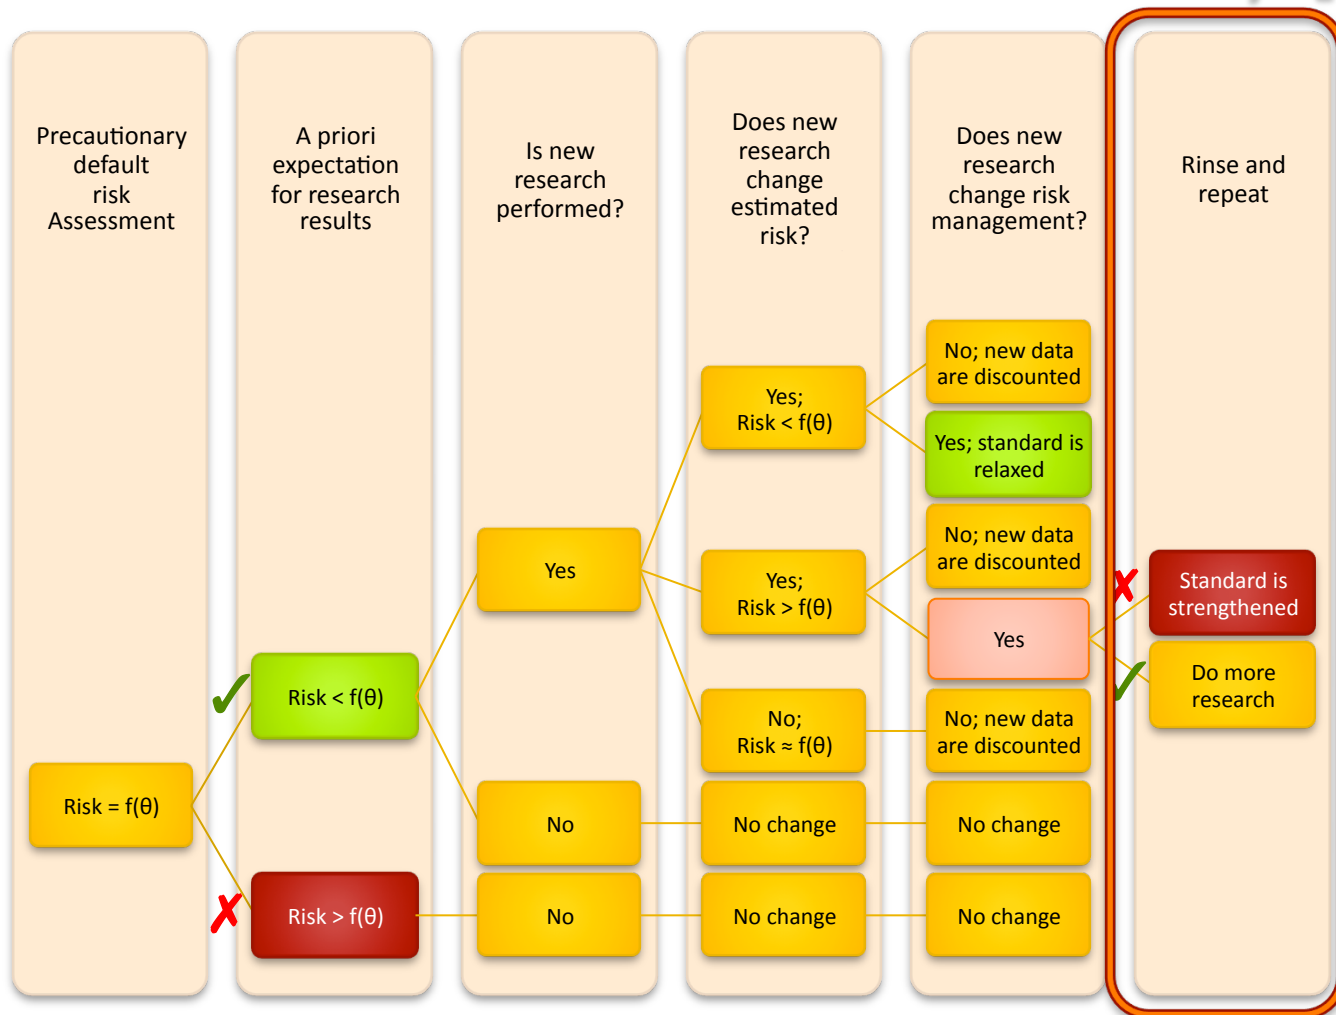 Precautionary
default
risk
Assessment
A priori
expectation
for research
results
Is new
research
performed?
Does new
research
change
estimated
risk?
Does new
research
change risk
management?
Rinse and
repeat
Risk = f(θ)
Risk < f(θ)
Risk > f(θ)
Yes
No
No
Yes;
Risk < f(θ)
Yes;
Risk > f(θ)
No;
Risk ≈ f(θ)
No change
No change
No; new data
are discounted
Yes; standard is
relaxed
No; new data
are discounted
Yes
No; new data
are discounted
No change
No change
Standard is
strengthened
Do more
research